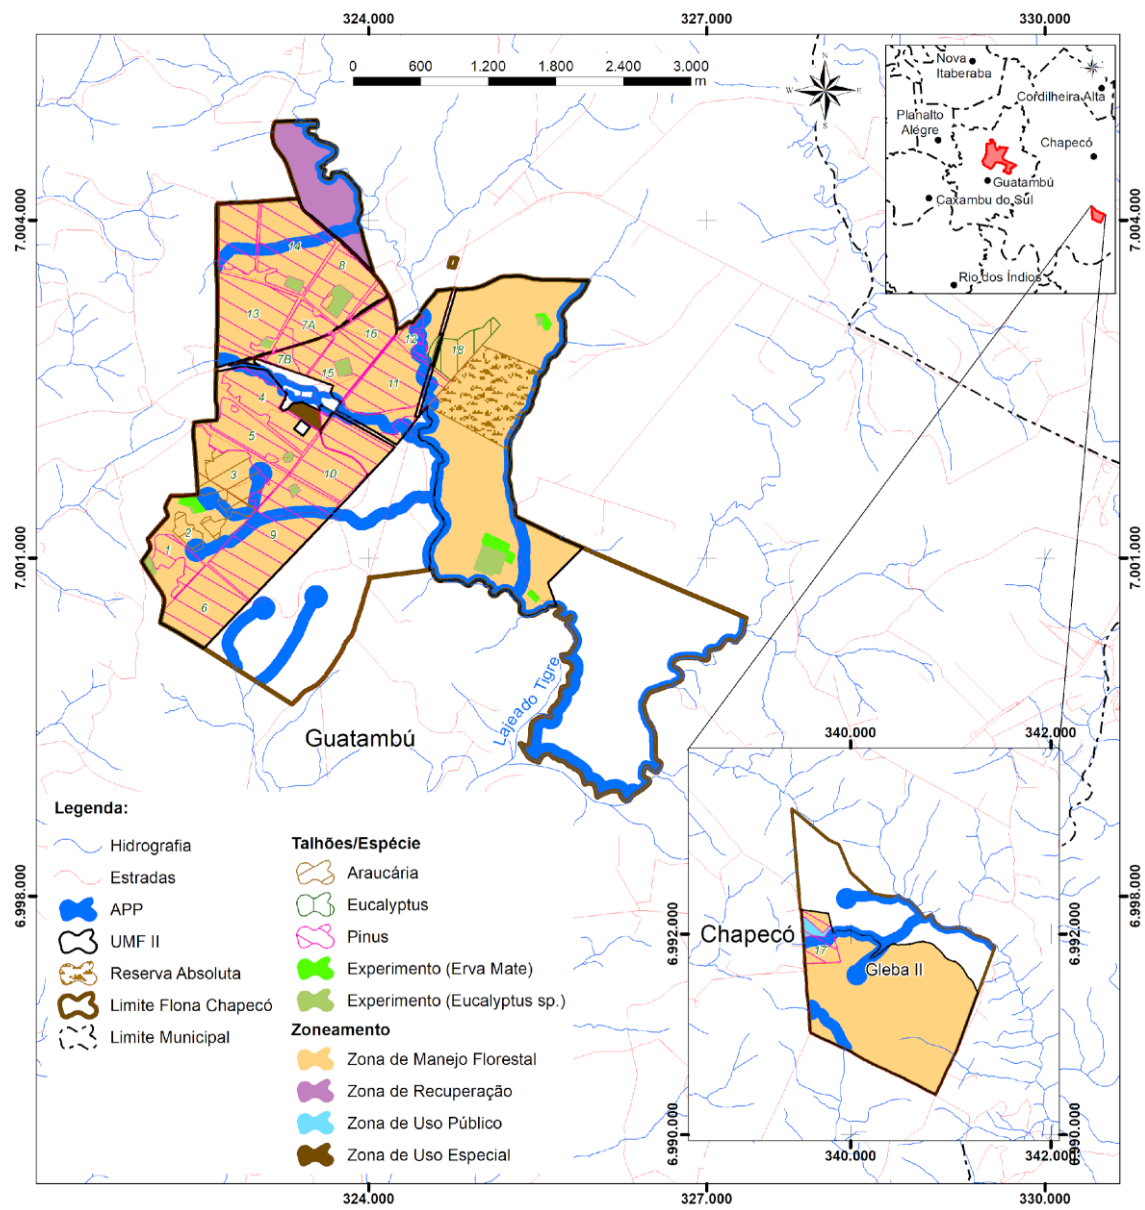 324.000
327.000
330.000
0
600
1.200
1.800
2.400
3.000
m
N
W
E
S
Nova
Itaberaba
Cordilheira Alta
Planalto
Alégre
Chapecó
Guatambú
Caxambu do Sul
Rio dos Índios
7.004.000
7.004.000
14
8
13
7A
16
12
18
7B
15
11
4
5
10
3
2
9
1
6
7.001.000
7.001.000
Lajeado Tigre
Guatambú
340.000
342.000
Chapecó
17
Gleba II
6.992.000
6.992.000
6.990.000
6.990.000
340.000
342.000
6.998.000
6.998.000
Legenda:
Hidrografia
Estradas
APP
UMF II
Reserva Absoluta
Limite Flona Chapecó
Limite Municipal
Talhões/Espécie
Araucária
Eucalyptus
Pinus
Experimento (Erva Mate)
Experimento (Eucalyptus sp.)
Zoneamento
Zona de Manejo Florestal
Zona de Recuperação
Zona de Uso Público
Zona de Uso Especial
324.000
327.000
330.000